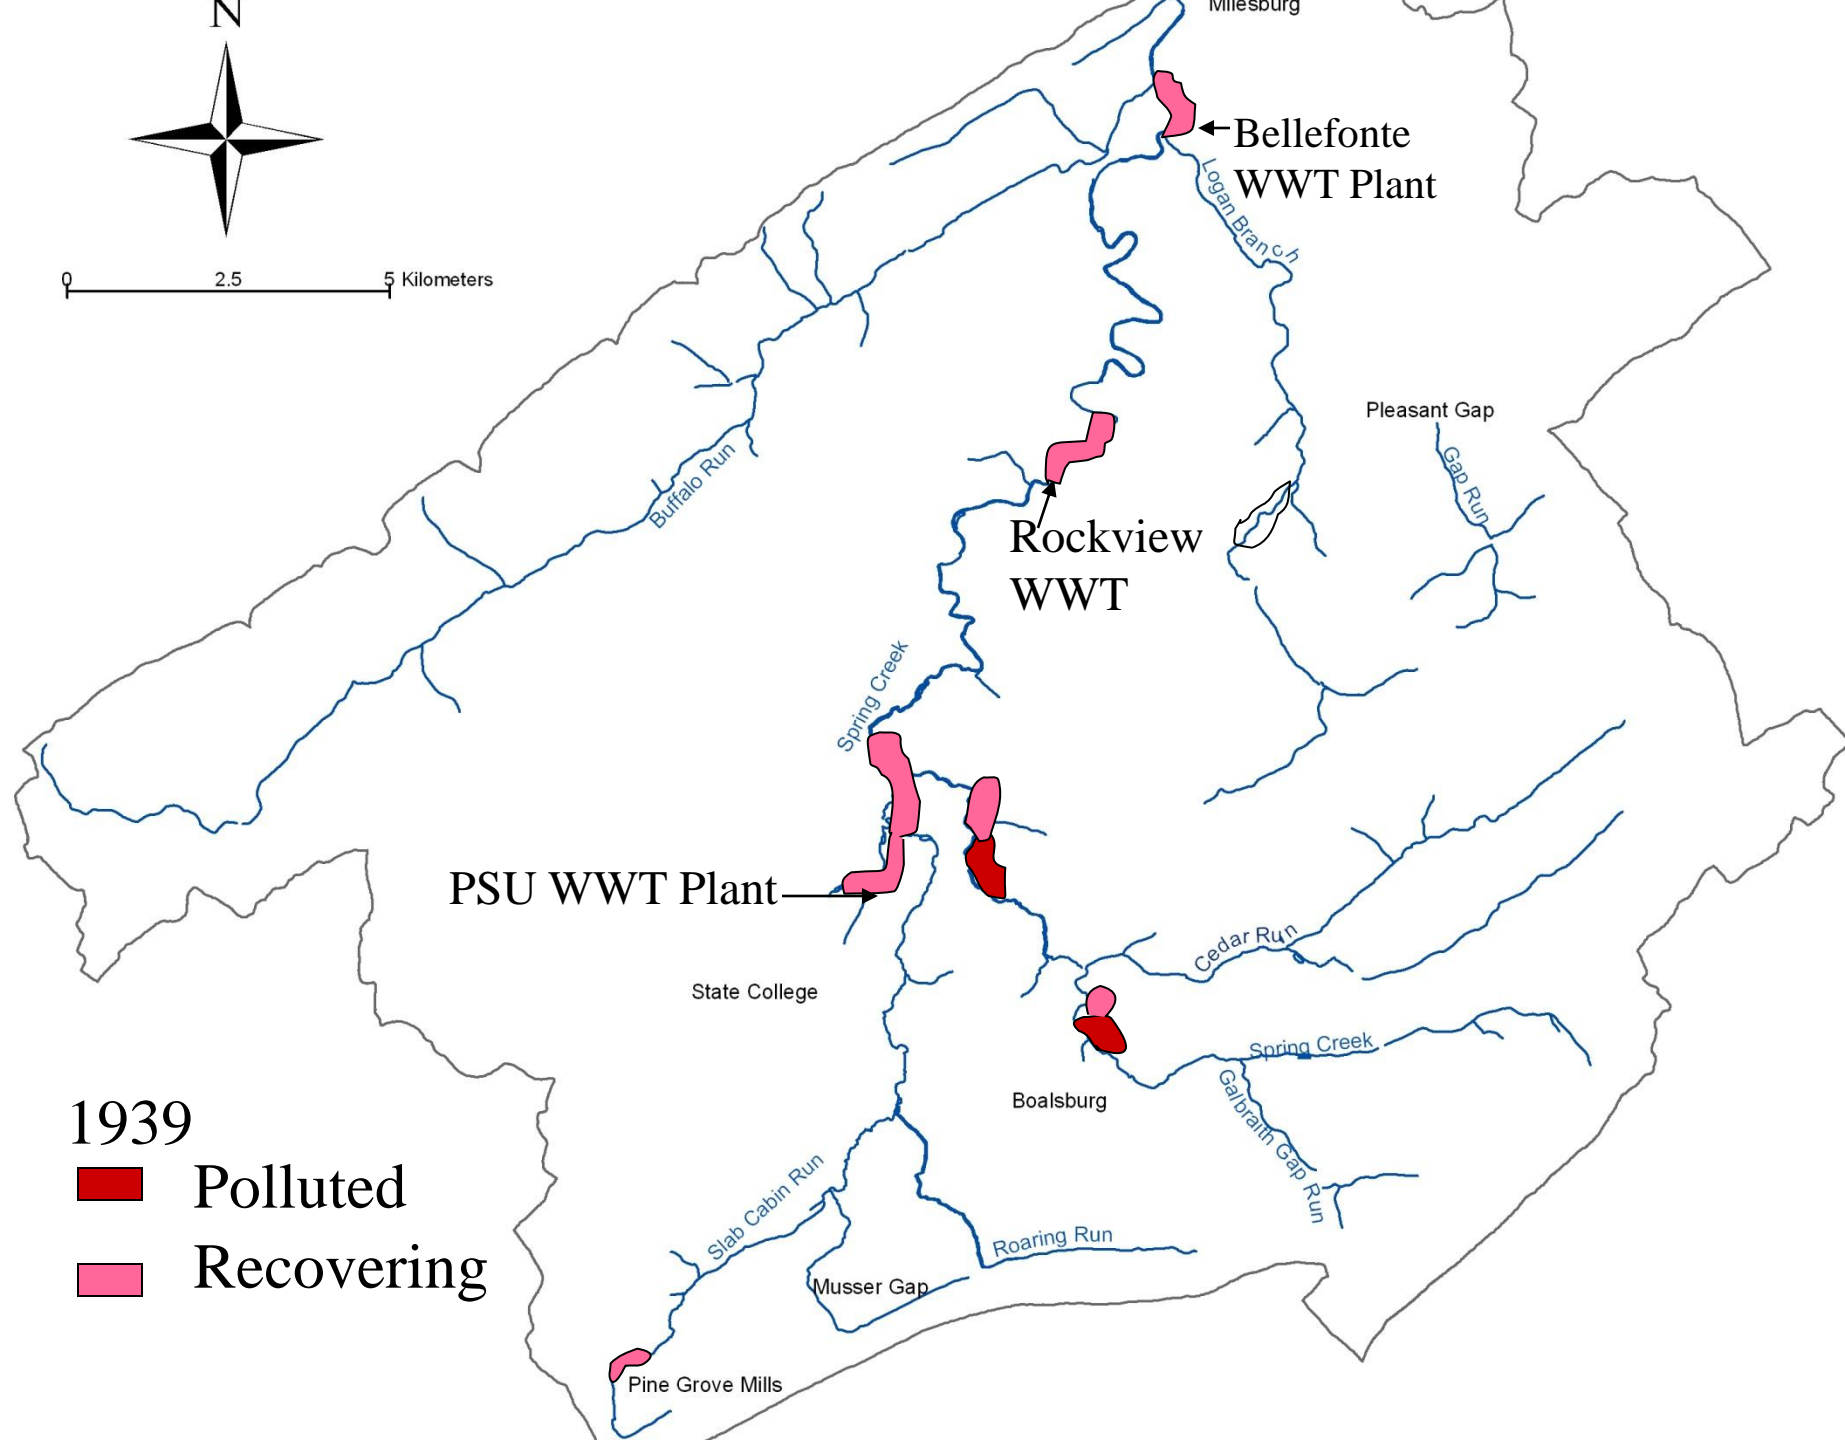 N
Milesburg
Bellefonte
WWT Plant
Logan Branch
0 2.5 5 Kilometers
Pleasant Gap
Gap Run
Buffalo Run
Rockview
WWT
Spring Creek
PSU WWT Plant
Cedar Run
State College
Spring Creek
Boalsburg
Galbraith Gap Run
1939
Polluted
Slab Cabin Run
Roaring Run
Recovering
Musser Gap
Pine Grove Mills